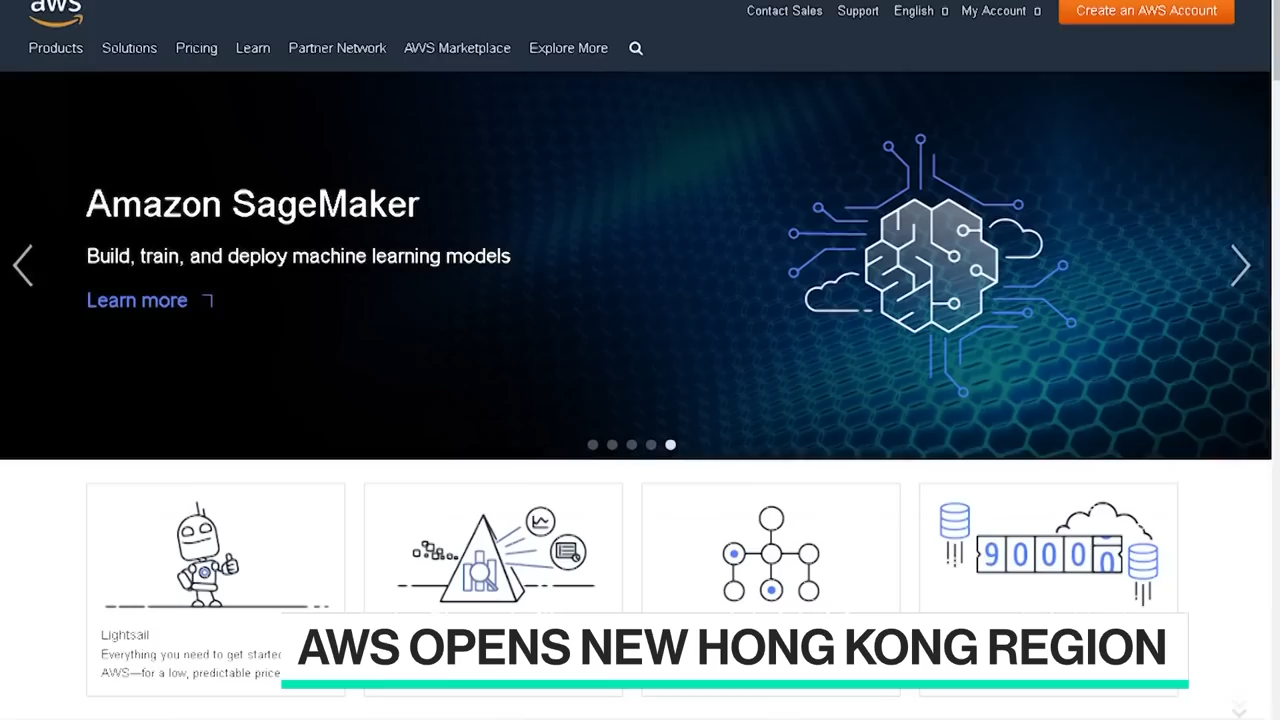 aws
Contact Sales Support English My Account Create an AWS Account
Products Solutions Pricing Learn Partner Network AWS Marketplace Explore More
Amazon SageMaker
Build, train, and deploy machine learning models
Learn more
9000
Lightsail
Everything you need to get started
AWS—for a low, predictable price
AWS OPENS NEW HONG KONG REGION